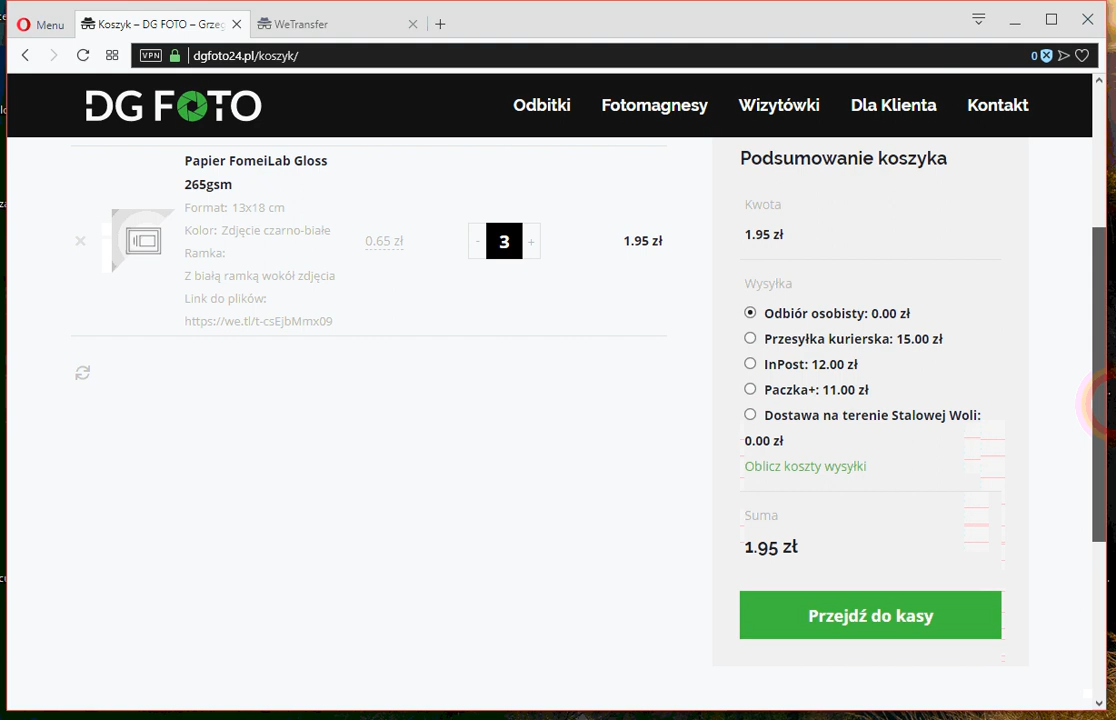 Menu
Koszyk – DG FOTO – Grzeg
WeTransfer
VPN
dgfoto24.pl/koszyk/
0
DG FOTO
Odbitki
Fotomagnesy
Wizytówki
Dla Klienta
Kontakt
Papier FomeiLab Gloss
265gsm
Format: 13x18 cm
Kolor: Zdjęcie czarno-białe
Ramka:
Z białą ramką wokół zdjęcia
Link do plików:
https://we.tl/t-csEjbMmx09
0.65 zł
- 3 +
1.95 zł
Podsumowanie koszyka
Kwota
1.95 zł
Wysyłka
Odbiór osobisty: 0.00 zł
Przesyłka kurierska: 15.00 zł
InPost: 12.00 zł
Paczka+: 11.00 zł
Dostawa na terenie Stalowej Woli:
0.00 zł
Oblicz koszty wysyłki
Suma
1.95 zł
Przejdź do kasy